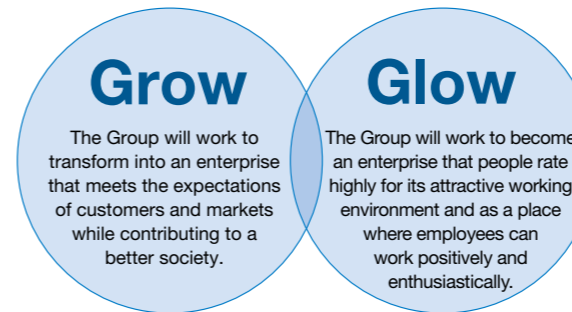 Grow
The Group will work to
transform into an enterprise
that meets the expectations
of customers and markets
while contributing to a
better society.
Glow
The Group will work to become
an enterprise that people rate
highly for its attractive working
environment and as a place
where employees can
work positively and
enthusiastically.